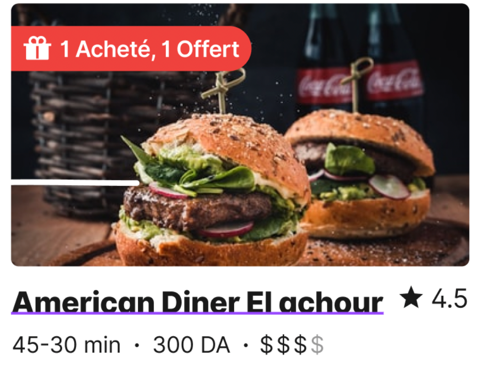 1 Acheté, 1 Offert
Coca-Cola Coca-Cola
American Diner El achour
★ 4.5
45-30 min · 300 DA · $$$$